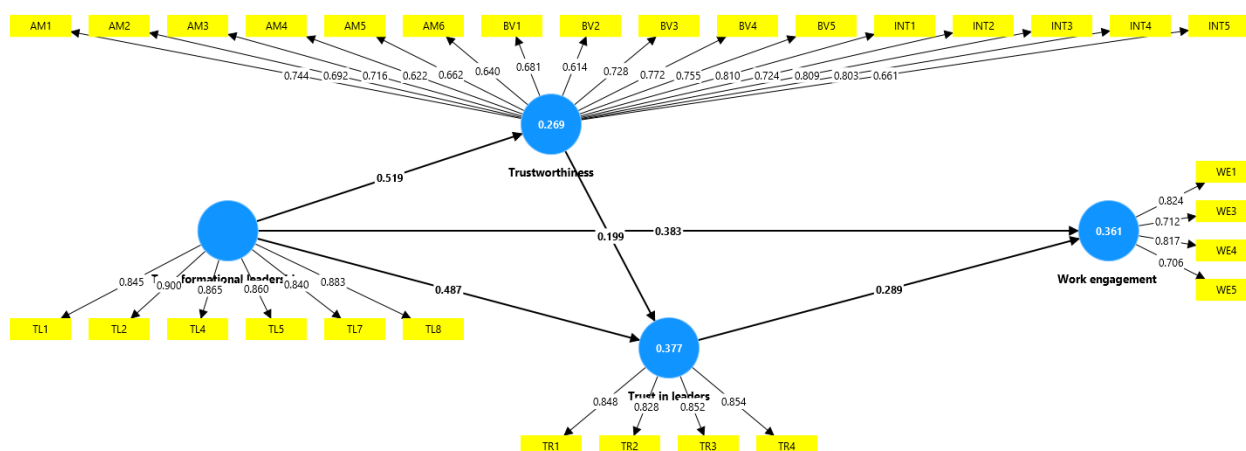 AM1 AM2 AM3 AM4 AM5 AM6 BV1 BV2 BV3 BV4 BV5 INT1 INT2 INT3 INT4 INT5
0.744 0.692 0.716 0.622 0.662 0.640 0.681 0.614 0.728 0.772 0.755 0.810 0.724 0.809 0.803 0.661
0.269
Trustworthiness
0.519
0.199
0.383
0.361
Work engagement
WE1
0.824
WE3
0.712
WE4
0.817
WE5
0.706
0.845 0.900 0.865 0.860 0.840 0.883
TL1 TL2 TL4 TL5 TL7 TL8
0.487
0.289
0.377
Trust in leaders
0.848 0.828 0.852 0.854
TR1 TR2 TR3 TR4